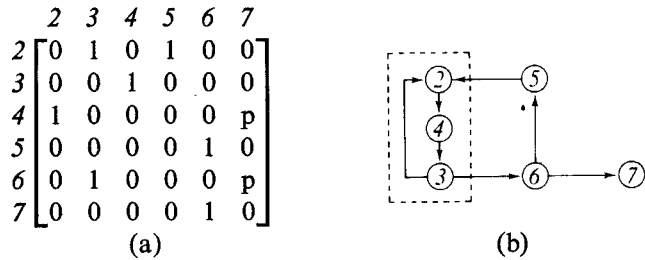 2 3 4 5 6 7
2 0 1 0 1 0 0
3 0 0 1 0 0 0
4 1 0 0 0 0 p
5 0 0 0 0 1 0
6 0 1 0 0 0 p
7 0 0 0 0 1 0
(a)
2 5
4
3 6 7
(b)